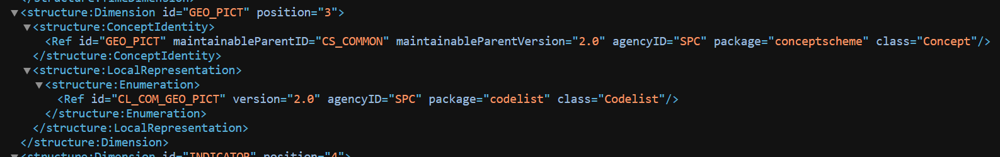 </structure:TimeDimension>
▼<structure:Dimension id="GEO_PICT" position="3">
▼<structure:ConceptIdentity>
<Ref id="GEO_PICT" maintainableParentID="CS_COMMON" maintainableParentVersion="2.0" agencyID="SPC" package="conceptscheme" class="Concept"/>
</structure:ConceptIdentity>
▼<structure:LocalRepresentation>
▼<structure:Enumeration>
<Ref id="CL_COM_GEO_PICT" version="2.0" agencyID="SPC" package="codelist" class="Codelist"/>
</structure:Enumeration>
</structure:LocalRepresentation>
</structure:Dimension>
▼<structure:Dimension id="INDICATOR" position="4">